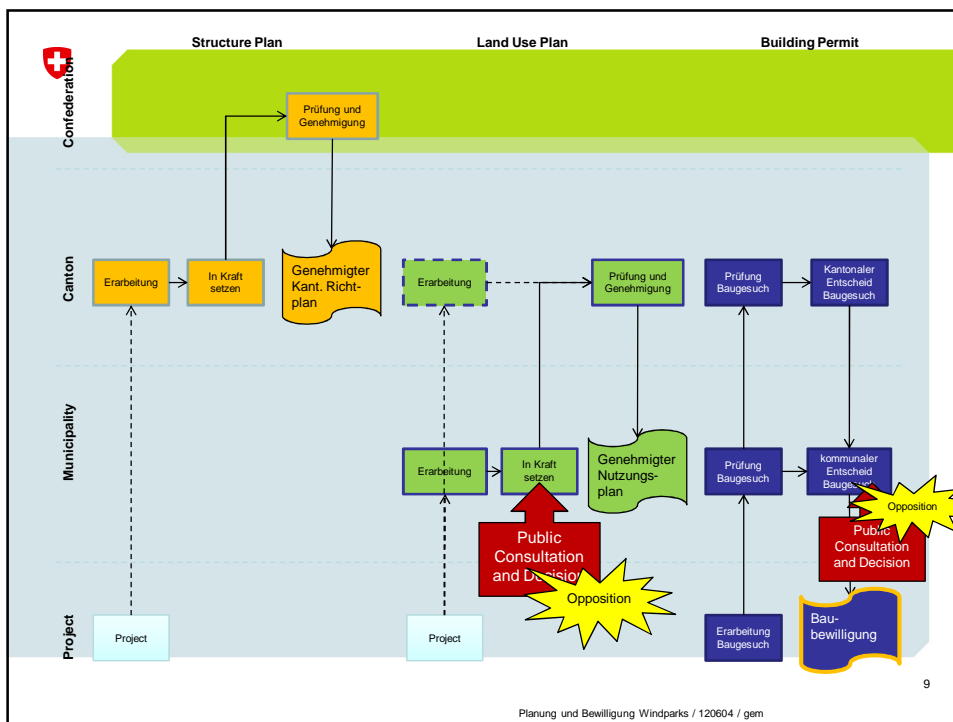 Structure Plan
Land Use Plan
Building Permit
Confederation
Prüfung und
Genehmigung
Canton
Erarbeitung
In Kraft
setzen
Genehmigter
Kant. Richt-
plan
Erarbeitung
Prüfung und
Genehmigung
Prüfung
Baugesuch
Kantonaler
Entscheid
Baugesuch
Municipality
Erarbeitung
In Kraft
setzen
Genehmigter
Nutzungs-
plan
Prüfung
Baugesuch
kommunaler
Entscheid
Baugesuch
Opposition
Public
Consultation
and Decision
Opposition
Public
Consultation
and Decision
Project
Project
Project
Erarbeitung
Baugesuch
Bau-
bewilligung
9
Planung und Bewilligung Windparks / 120604 / gem